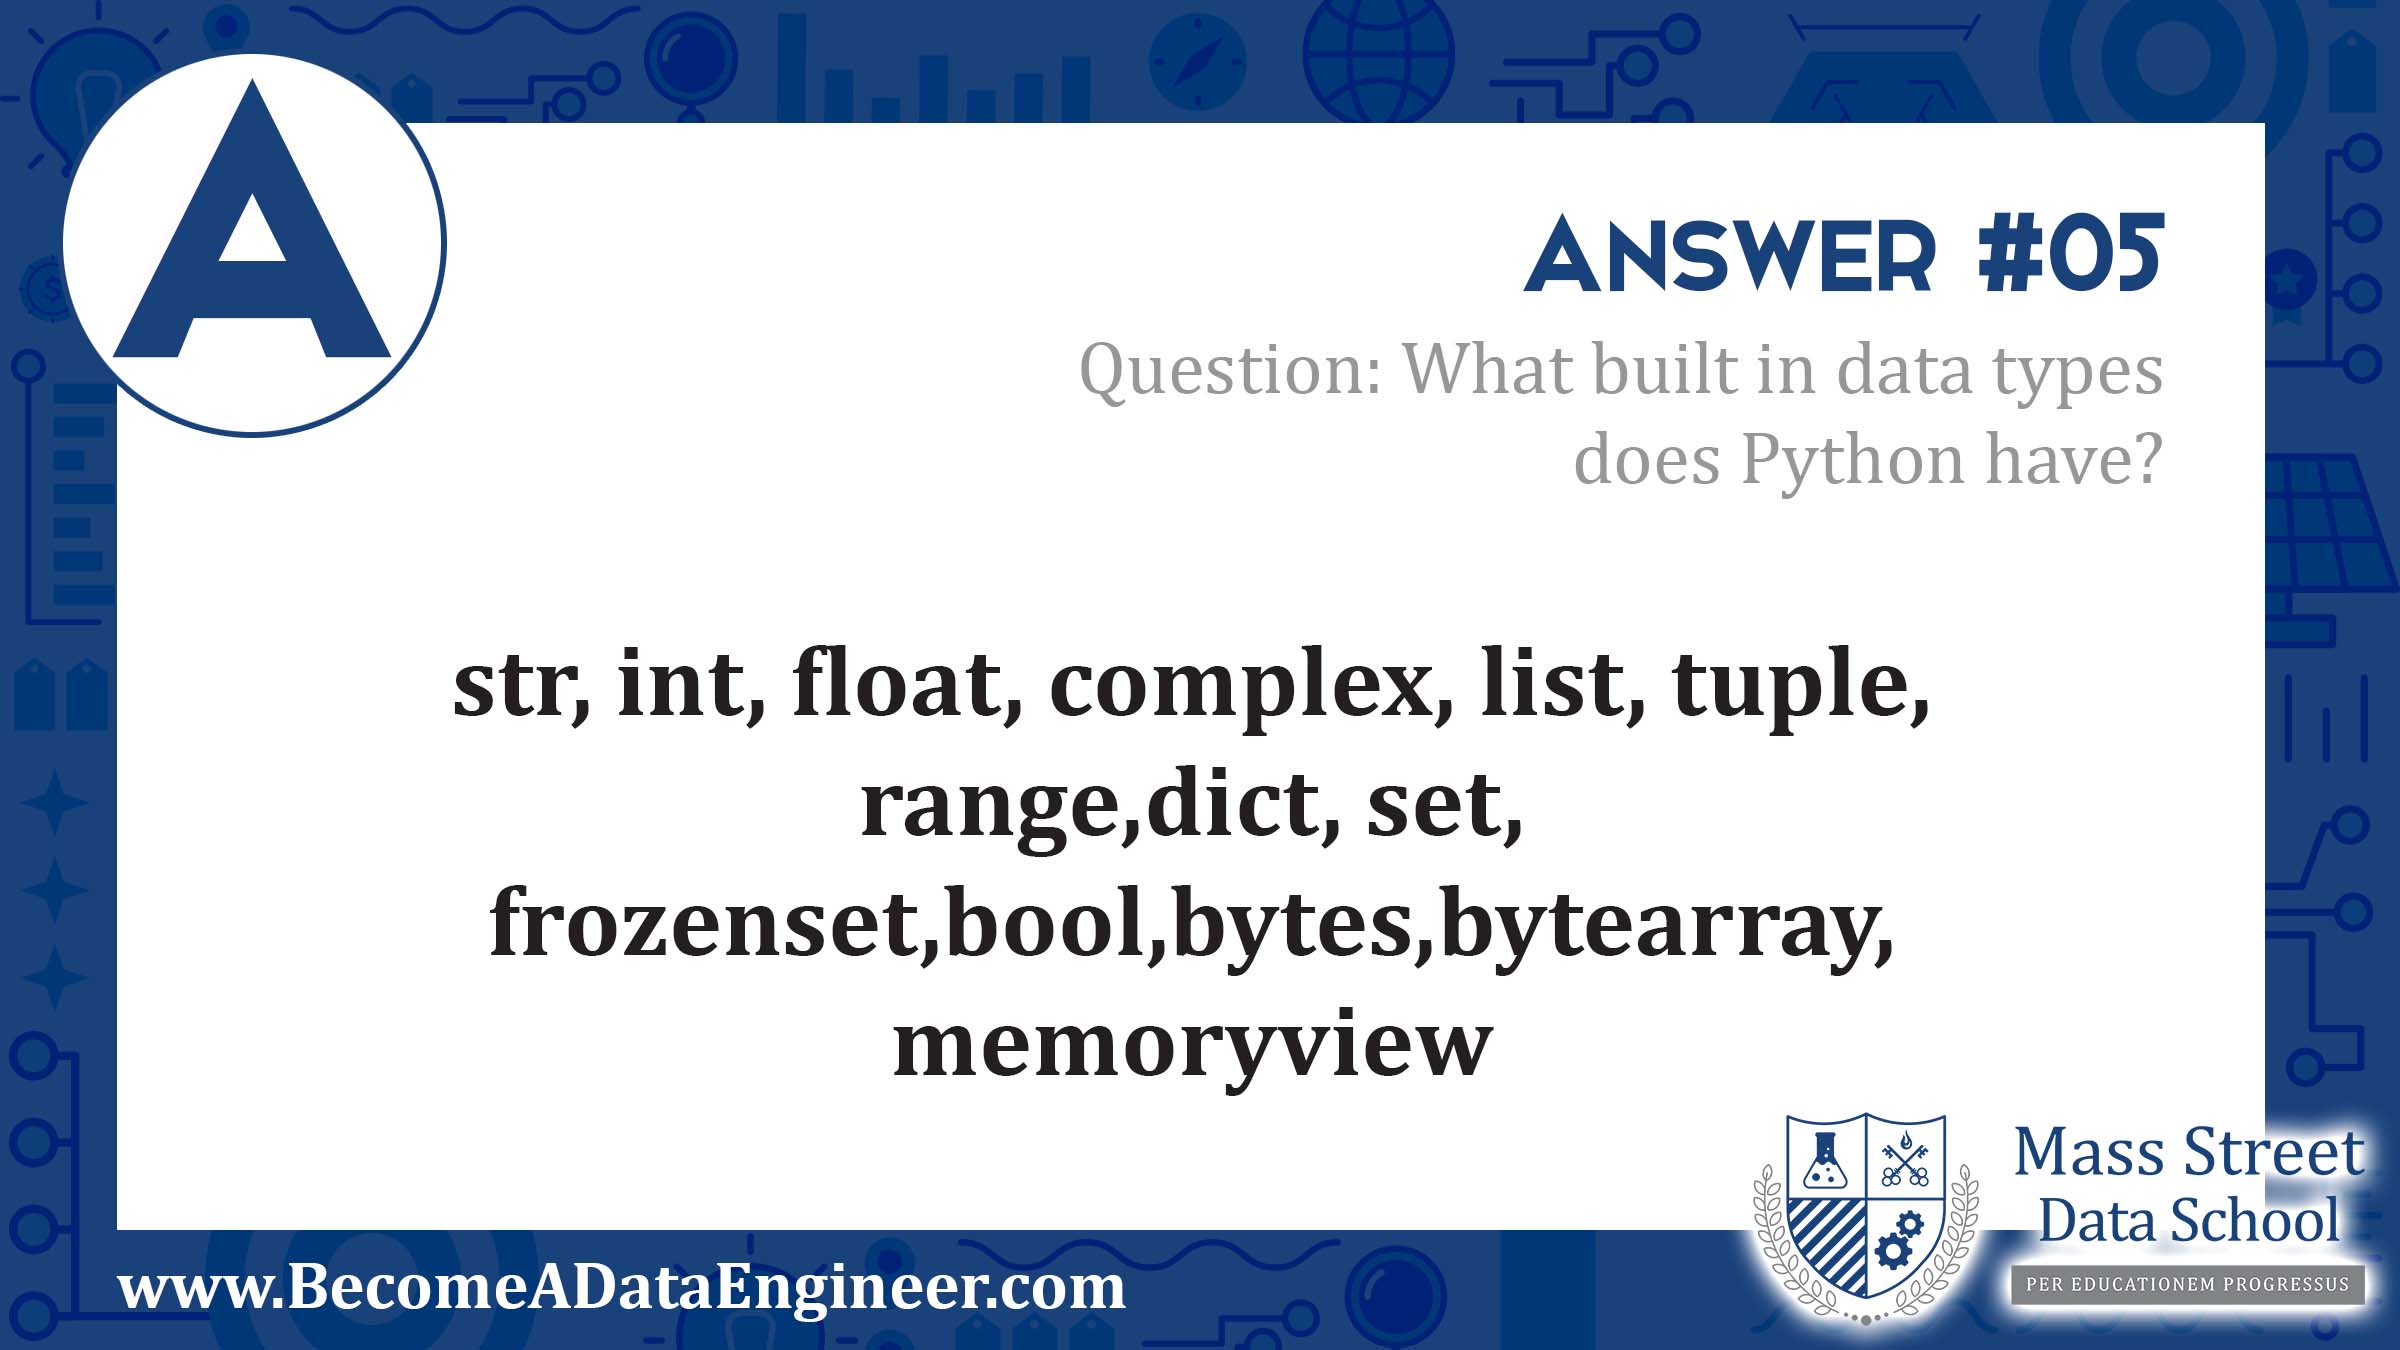 A
Answer #05
Question: What built in data types
does Python have?
str, int, float, complex, list, tuple,
range,dict, set,
frozenset,bool,bytes,bytearray,
memoryview
$
Mass Street
Data School
PER EDUCATIONEM PROGRESSUS
www.BecomeADataEngineer.com